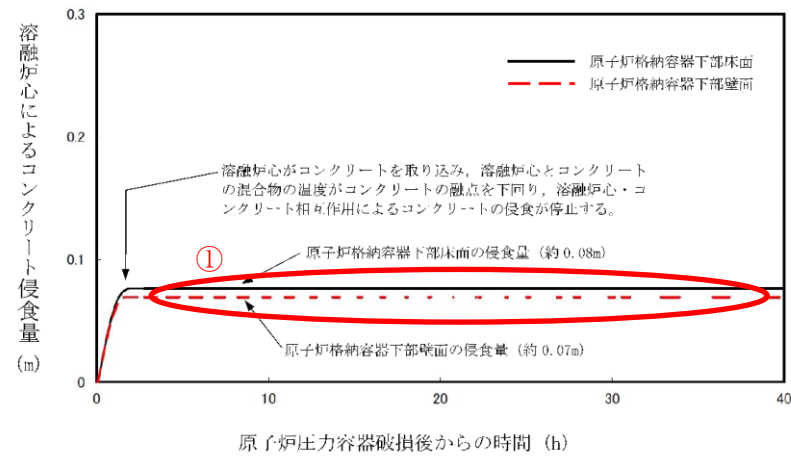 溶融炉心によるコンクリート侵食量
(m)
0.3
0.2
0.1
0
原子炉格納容器下部床面
原子炉格納容器下部壁面
溶融炉心がコンクリートを取り込み，溶融炉心とコンクリート
の混合物の温度がコンクリートの融点を下回り，溶融炉心・コ
ンクリート相互作用によるコンクリートの侵食が停止する。
①
原子炉格納容器下部床面の侵食量（約 0.08m）
原子炉格納容器下部壁面の侵食量（約 0.07m）
0
10
20
30
40
原子炉圧力容器破損後からの時間 (h)